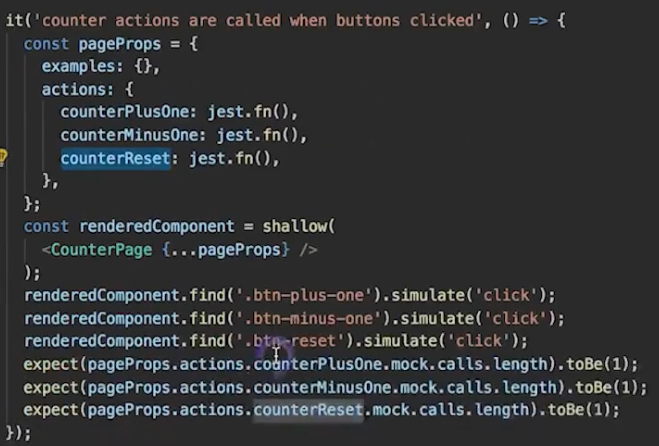 it('counter actions are called when buttons clicked', () => {
  const pageProps = {
    examples: {},
    actions: {
      counterPlusOne: jest.fn(),
      counterMinusOne: jest.fn(),
      counterReset: jest.fn(),
    },
  };
  const renderedComponent = shallow(
    <CounterPage {...pageProps} />
  );
  renderedComponent.find('.btn-plus-one').simulate('click');
  renderedComponent.find('.btn-minus-one').simulate('click');
  renderedComponent.find('.btn-reset').simulate('click');
  expect(pageProps.actions.counterPlusOne.mock.calls.length).toBe(1);
  expect(pageProps.actions.counterMinusOne.mock.calls.length).toBe(1);
  expect(pageProps.actions.counterReset.mock.calls.length).toBe(1);
});